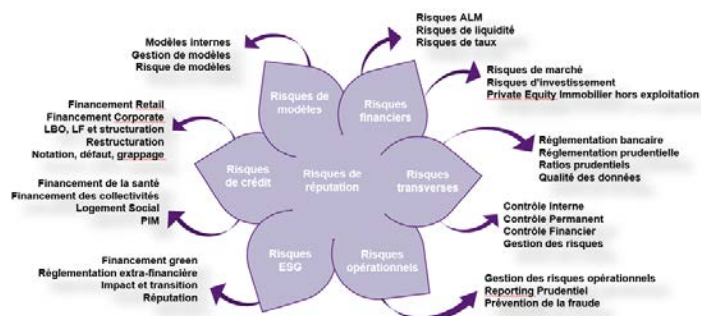 Risques ALM
Risques de liquidité
Risques de taux
Modèles internes
Gestion de modèles
Risque de modèles
Risques de marché
Risques d'investissement
Private Equity Immobilier hors exploitation
Risques de
modèles
Risques
financiers
Financement Retail
Financement Corporate
LBO, LF et structuration
Restructuration
Notation, défaut, grappage
Réglementation bancaire
Réglementation prudentielle
Ratios prudentiels
Qualité des données
Risques
de crédit
Risques de
réputation
Risques
transverses
Financement de la santé
Financement des collectivités
Logement Social
PIM
Contrôle Interne
Contrôle Permanent
Contrôle Financier
Gestion des risques
Risques
ESG
Risques
opérationnels
Financement green
Réglementation extra-financière
Impact et transition
Réputation
Gestion des risques opérationnels
Reporting Prudentiel
Prévention de la fraude